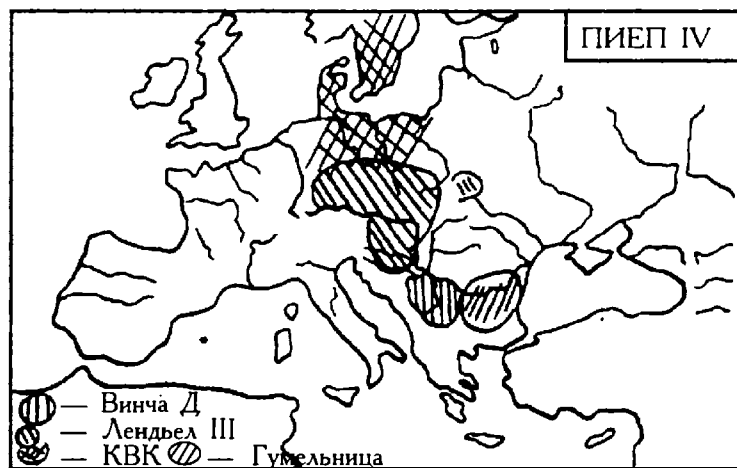 ПИЕП IV
— Винча Д
— Лендьел III
— КВК — Гумельница